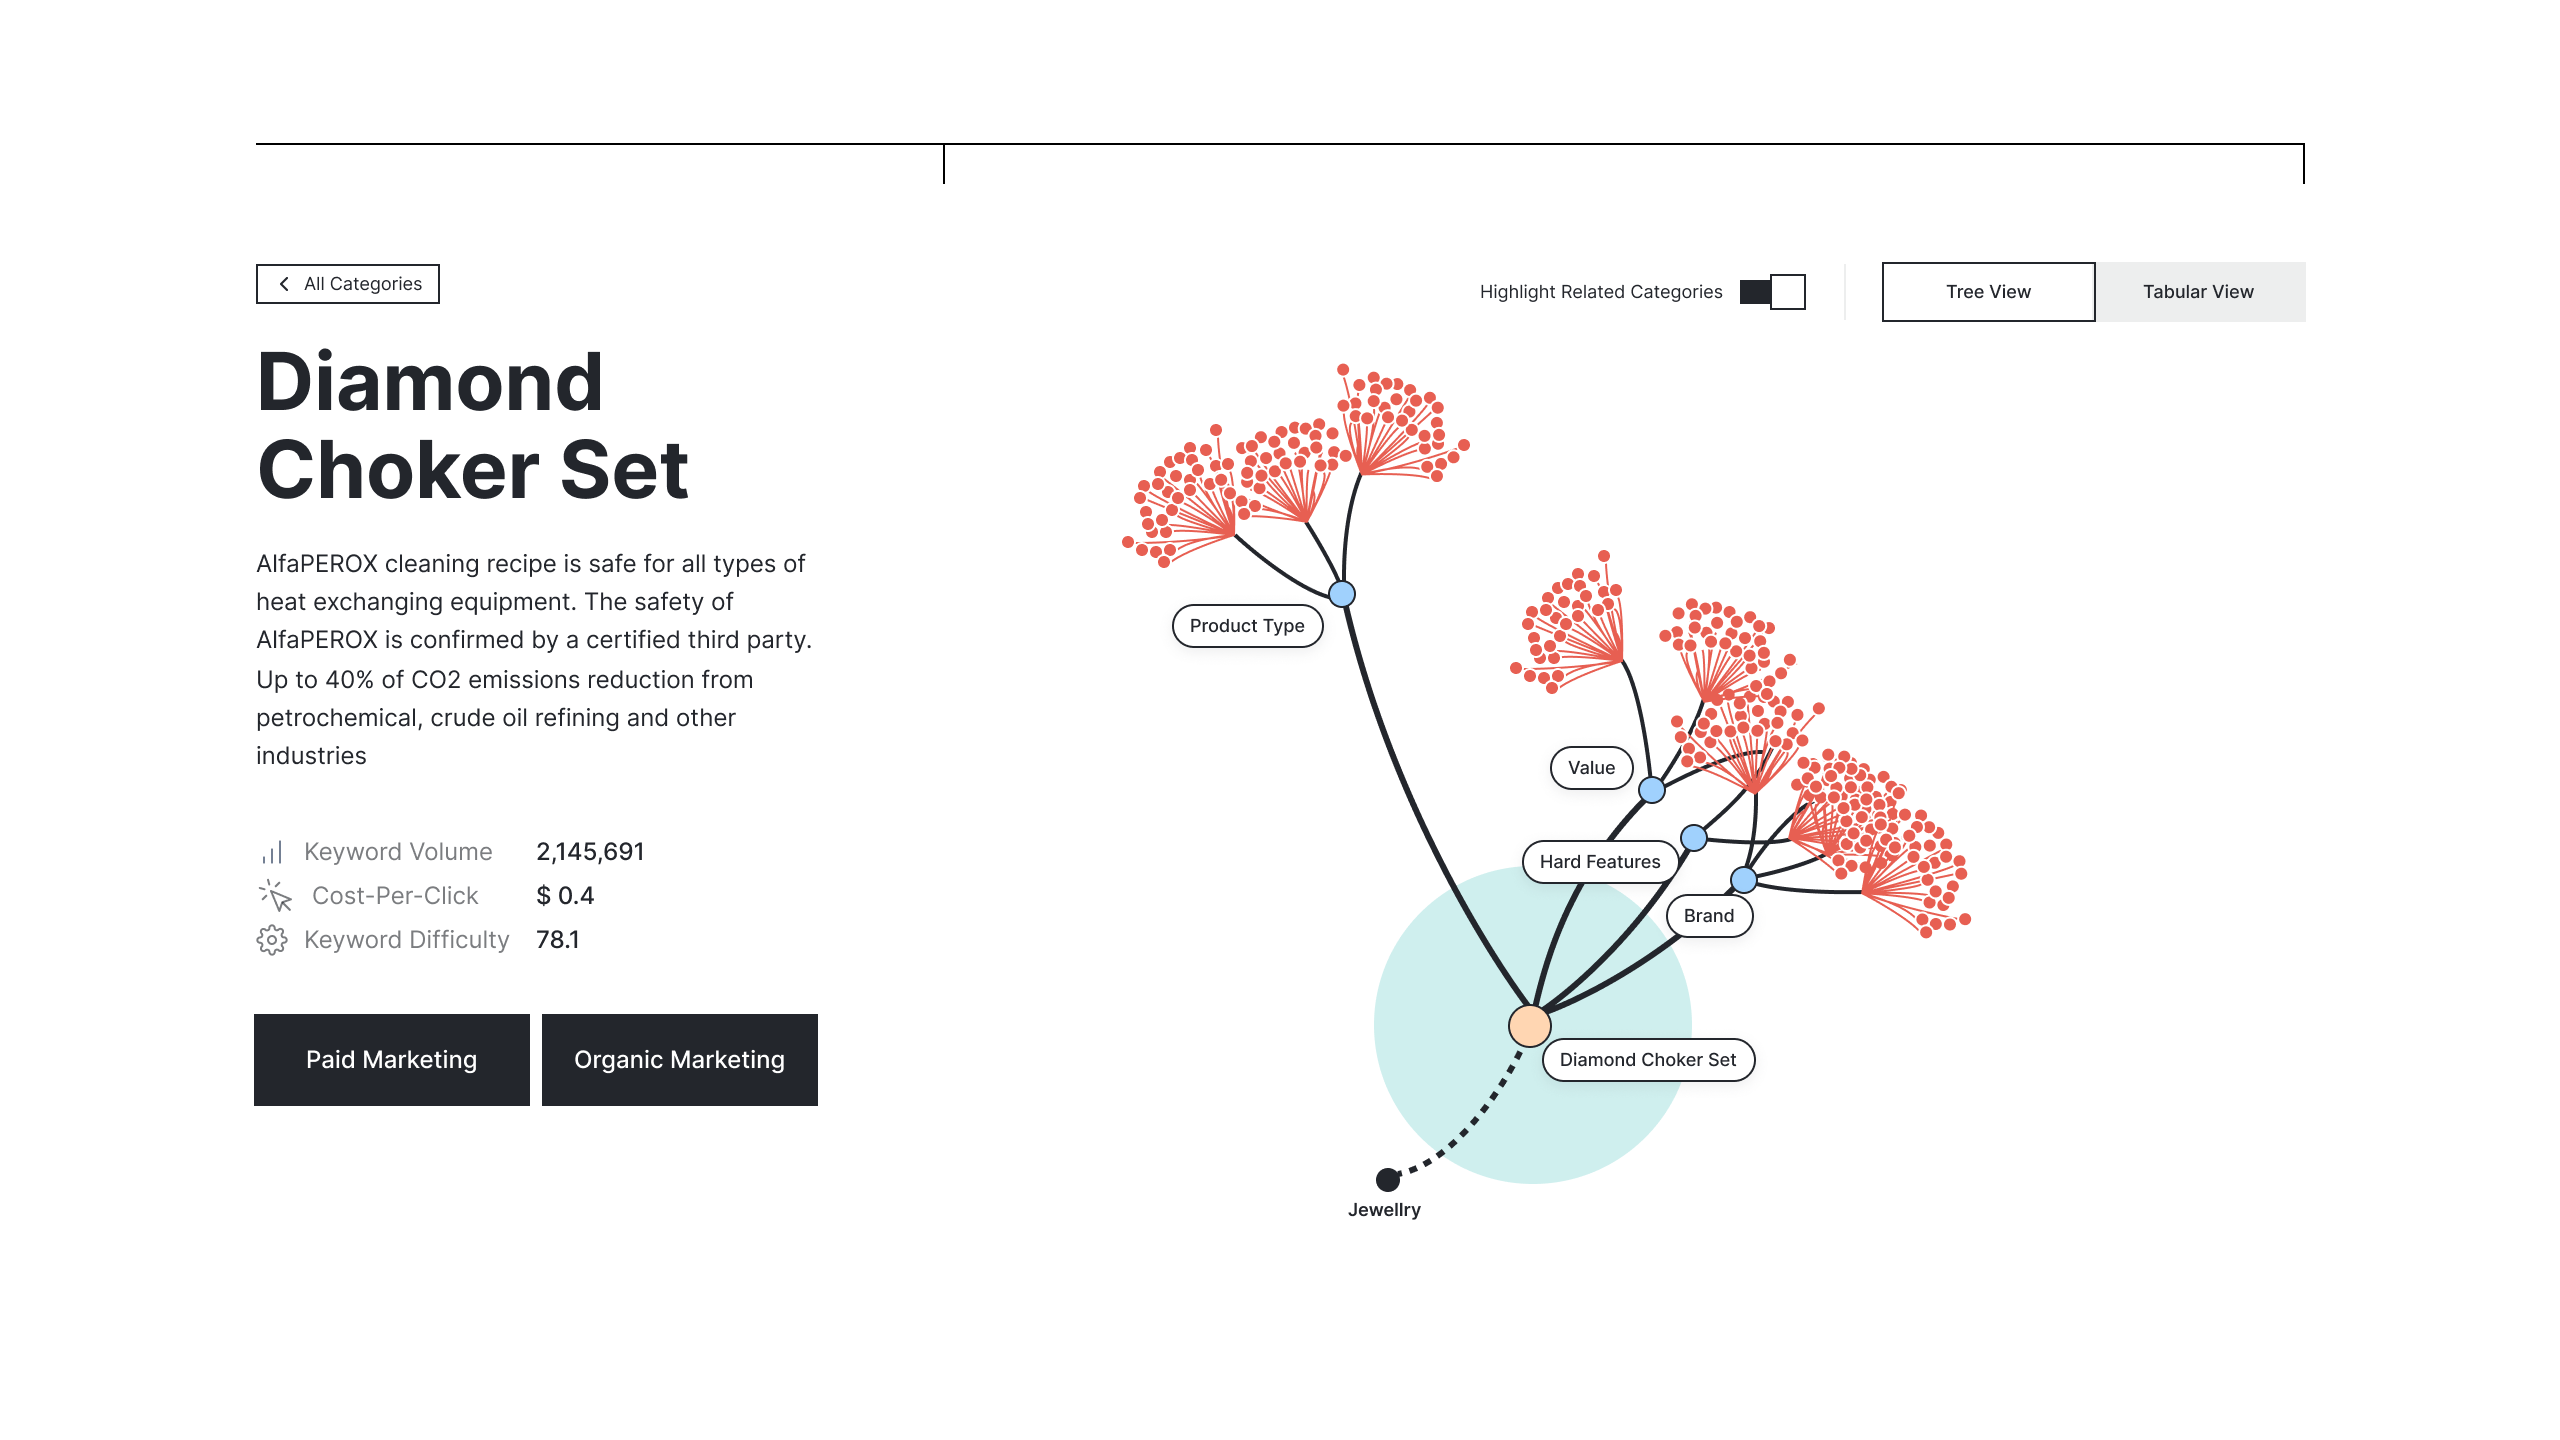 All Categories
Highlight Related Categories
Tree View
Tabular View
Diamond
Choker Set
AlfaPEROX cleaning recipe is safe for all types of
heat exchanging equipment. The safety of
AlfaPEROX is confirmed by a certified third party.
Up to 40% of CO2 emissions reduction from
petrochemical, crude oil refining and other
industries
Keyword Volume 2,145,691
Cost-Per-Click $ 0.4
Keyword Difficulty 78.1
Paid Marketing
Organic Marketing
Product Type
Value
Hard Features
Brand
Diamond Choker Set
Jewellry